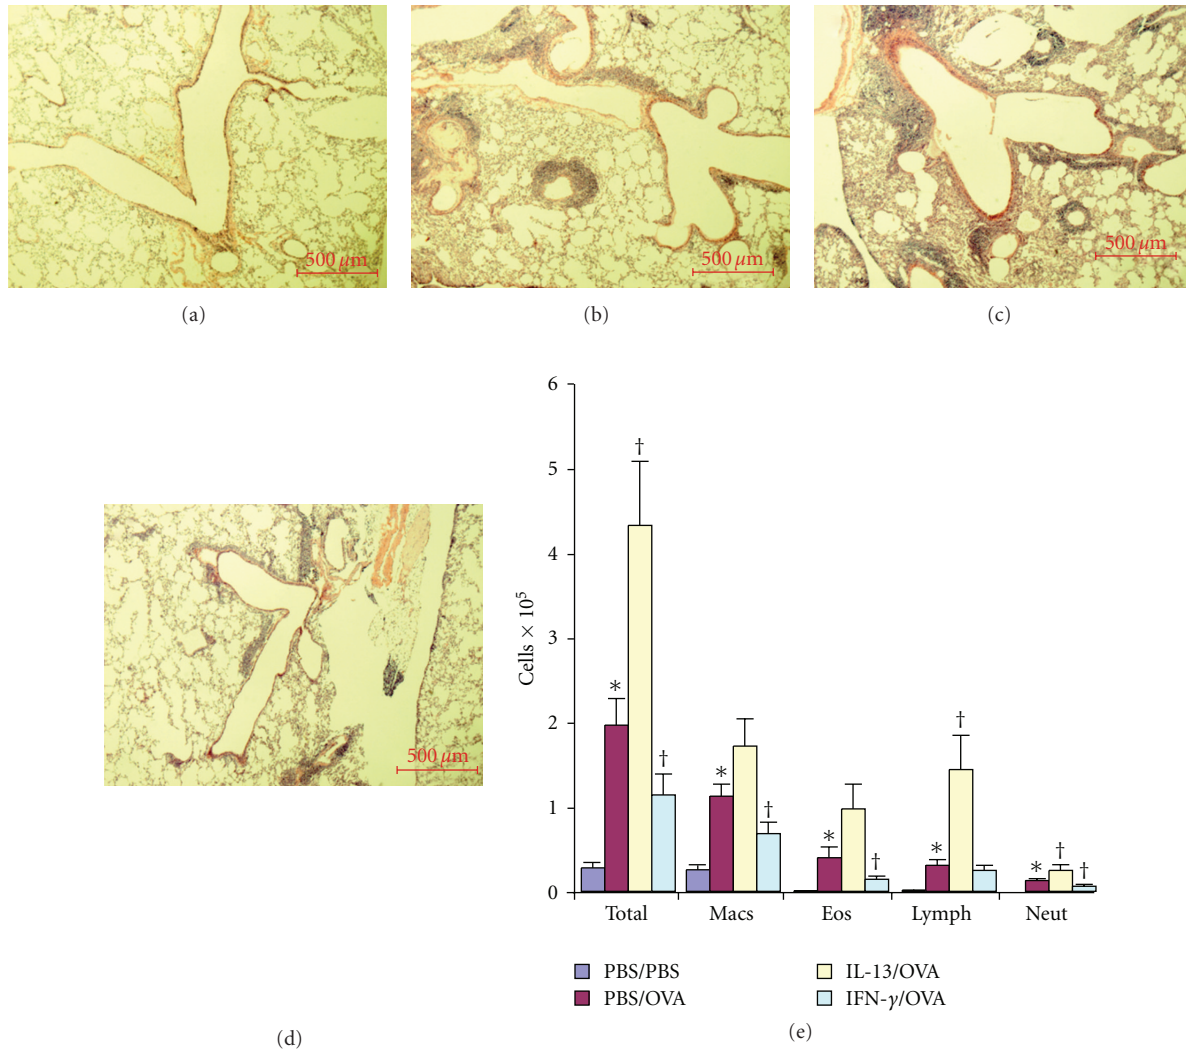 500 µm
500 µm
500 µm
(a)
(b)
(c)
500 µm
(d)
6
5
4
3
2
1
0
Cells × 10⁵
†
*
†
*
†
*
†
*
†
*
†
†
Total Macs Eos Lymph Neut
PBS/PBS IL-13/OVA
PBS/OVA IFN-γ/OVA
(e)